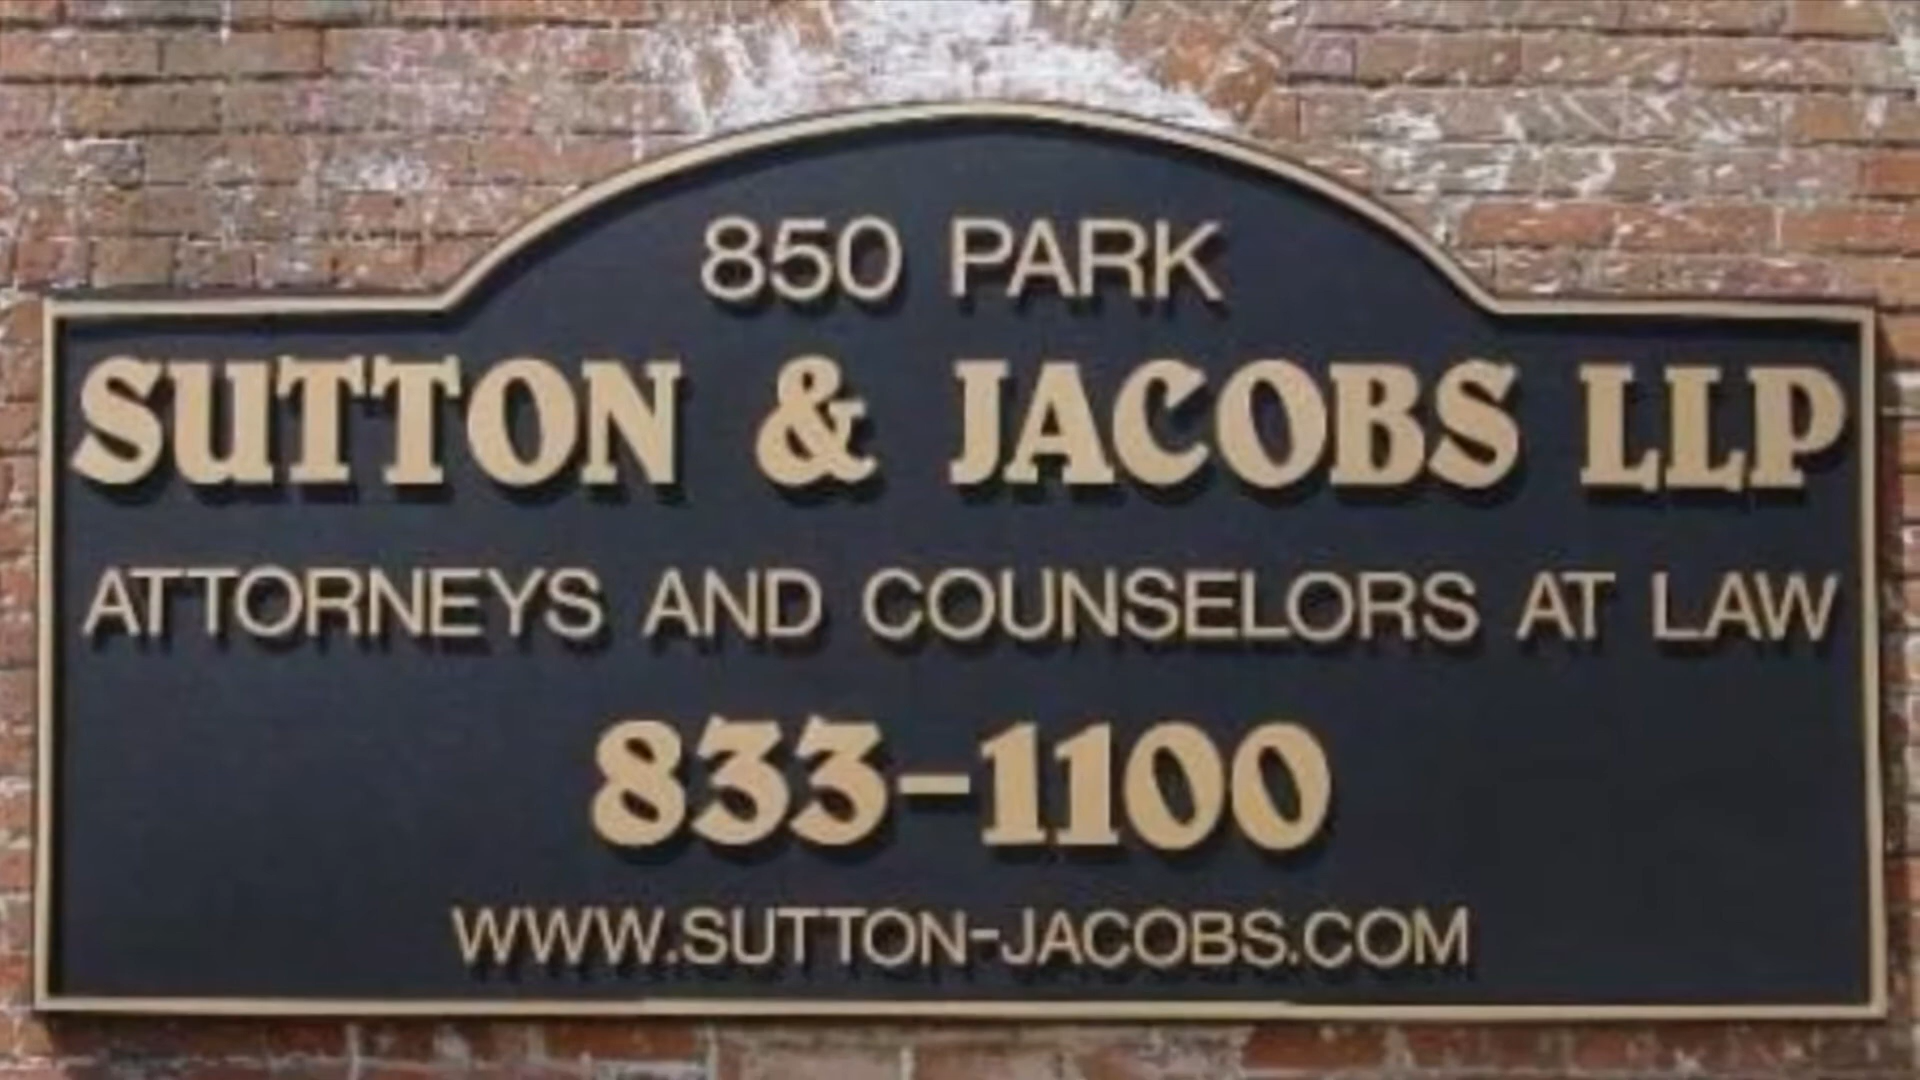 850 PARK
SUTTON & JACOBS LLP
ATTORNEYS AND COUNSELORS AT LAW
833-1100
WWW.SUTTON-JACOBS.COM